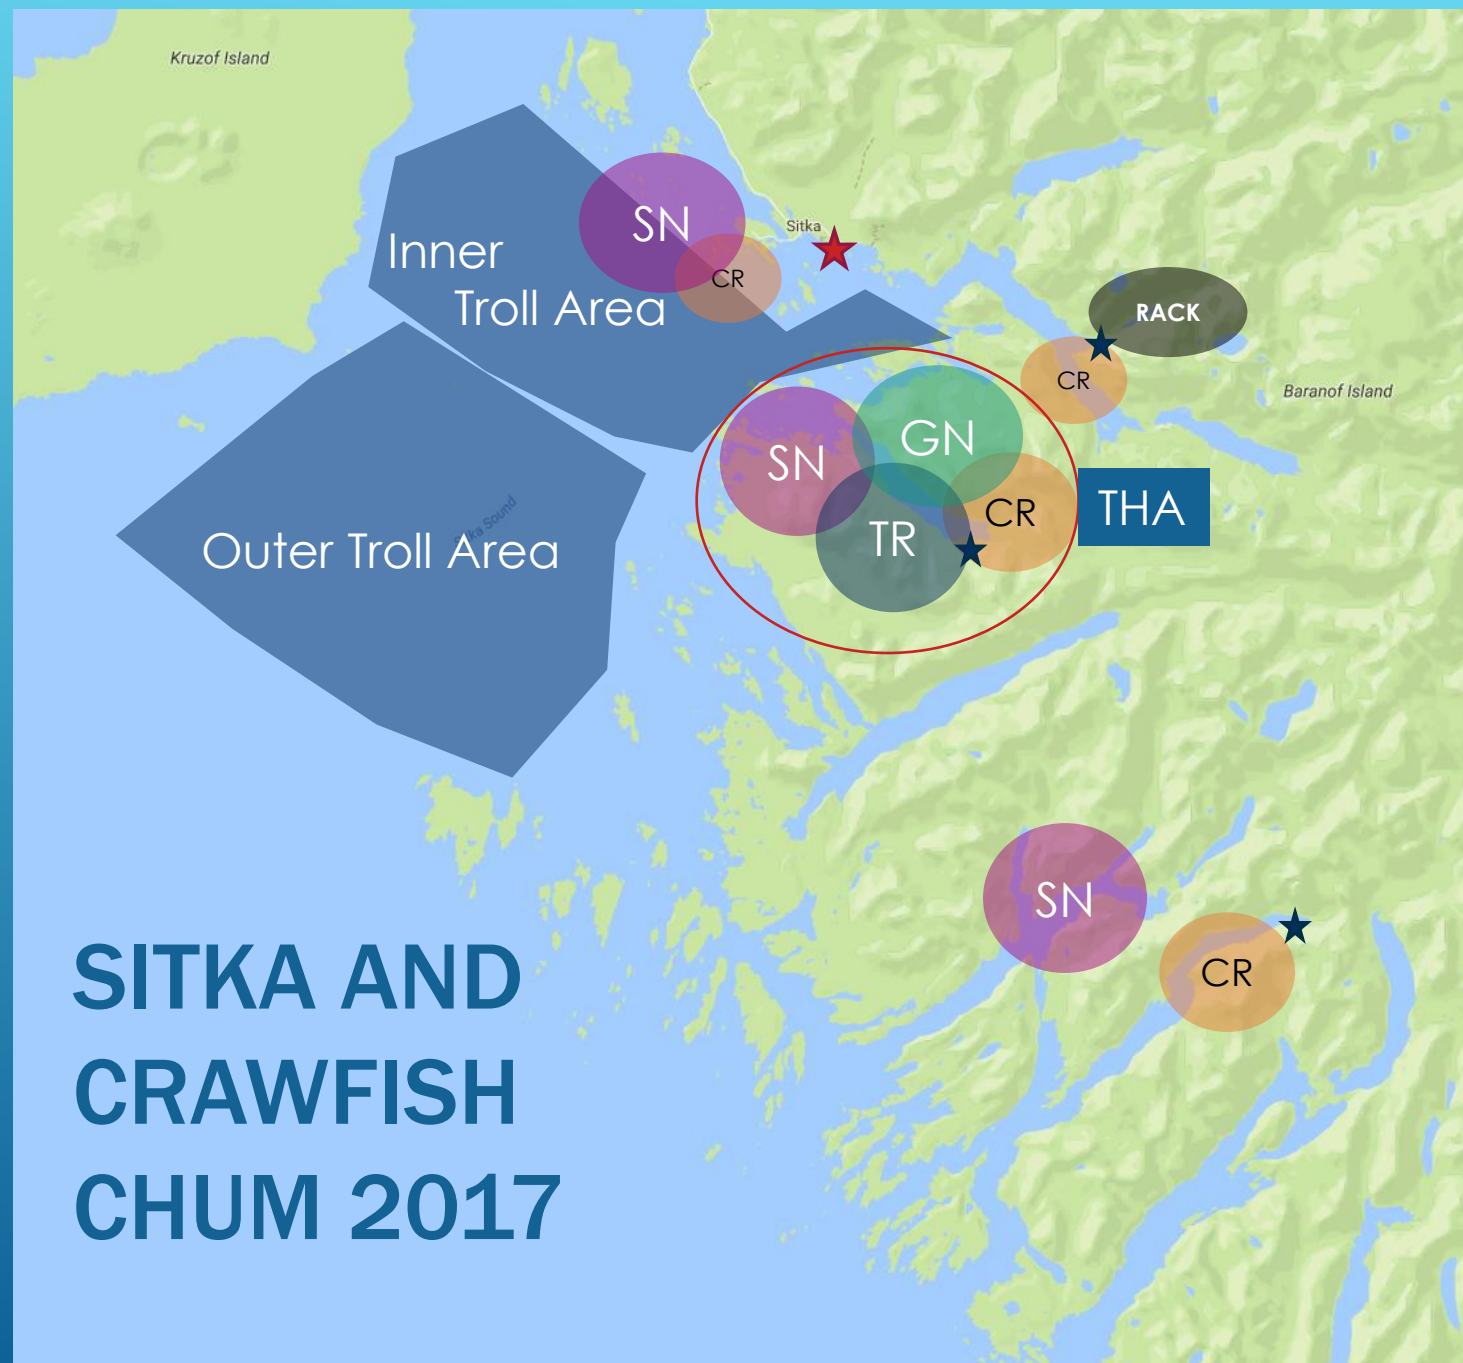 Kruzof Island
SN
Sitka
Inner
CR
Troll Area
RACK
CR
Baranof Island
GN
SN
CR
THA
TR
Sound
Outer Troll Area
SN
CR
SITKA AND
CRAWFISH
CHUM 2017